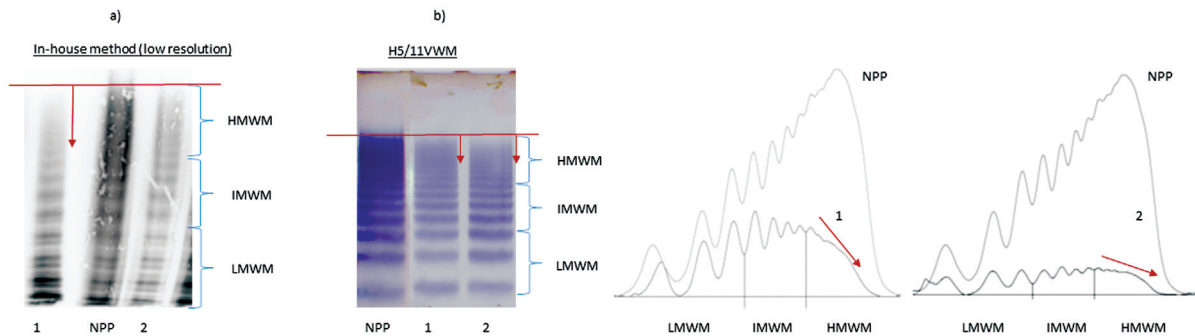 a)
In-house method (low resolution)
HMWM
IMWM
LMWM
1 NPP 2
b)
H5/11VWM
HMWM
IMWM
LMWM
NPP 1 2
NPP
1
LMWM IMWM HMWM
NPP
2
LMWM IMWM HMWM